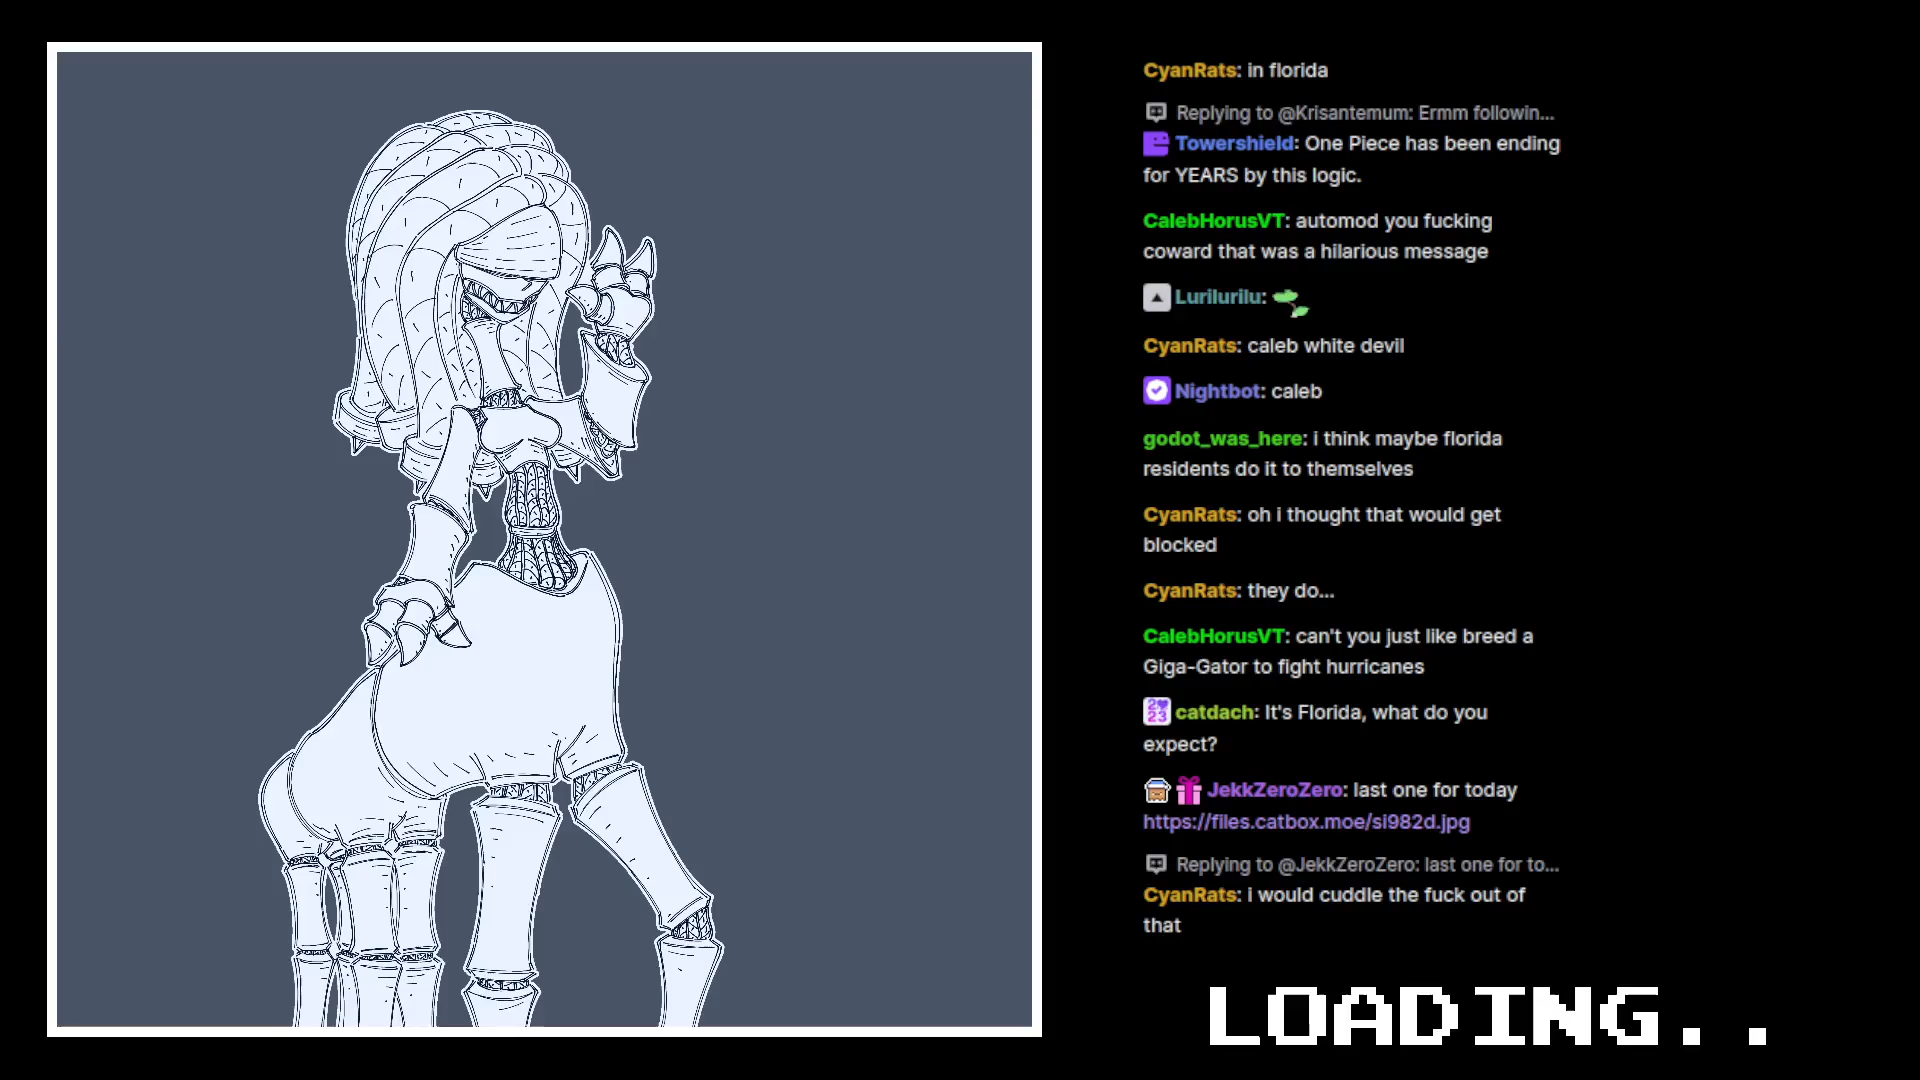 CyanRats: in florida
Replying to @Krisantemum: Ermm followin...
Towershield: One Piece has been ending
for YEARS by this logic.
CalebHorusVT: automod you fucking
coward that was a hilarious message
Lurilurilu:
CyanRats: caleb white devil
Nightbot: caleb
godot_was_here: i think maybe florida
residents do it to themselves
CyanRats: oh i thought that would get
blocked
CyanRats: they do...
CalebHorusVT: can't you just like breed a
Giga-Gator to fight hurricanes
2023 catdach: It's Florida, what do you
expect?
JekkZeroZero: last one for today
https://files.catbox.moe/si982d.jpg
Replying to @JekkZeroZero: last one for to...
CyanRats: i would cuddle the fuck out of
that
LOADING..